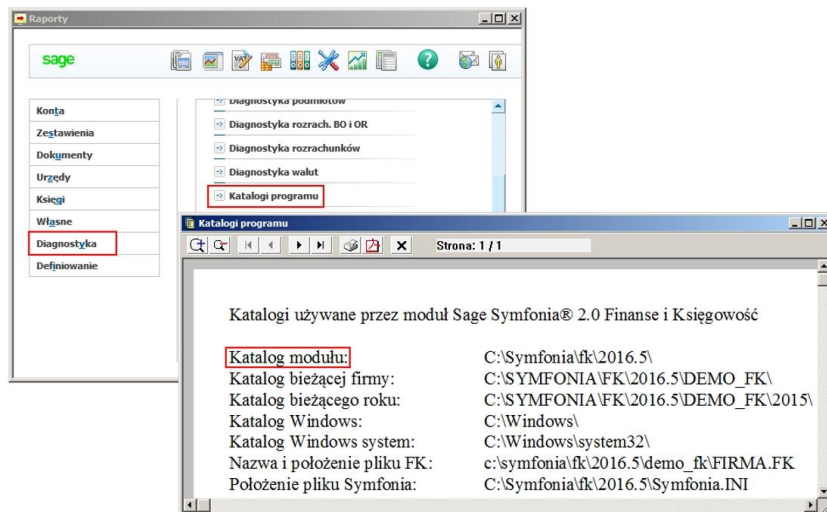 Raporty
sage
VAT
Konta
Zestawienia
Dokumenty
Urzędy
Księgi
Własne
Diagnostyka
Definiowanie
Diagnostyka podmiotów
Diagnostyka rozrach. BO i OR
Diagnostyka rozrachunków
Diagnostyka walut
Katalogi programu
Katalogi programu
Strona: 1 / 1
Katalogi używane przez moduł Sage Symfonia® 2.0 Finanse i Księgowość
Katalog modułu: C:\Symfonia\fk\2016.5\
Katalog bieżącej firmy: C:\SYMFONIA\FK\2016.5\DEMO_FK\
Katalog bieżącego roku: C:\SYMFONIA\FK\2016.5\DEMO_FK\2015\
Katalog Windows: C:\Windows\
Katalog Windows system: C:\Windows\system32\
Nazwa i położenie pliku FK: c:\symfonia\fk\2016.5\demo_fk\FIRMA.FK
Położenie pliku Symfonia: C:\Symfonia\fk\2016.5\Symfonia.INI